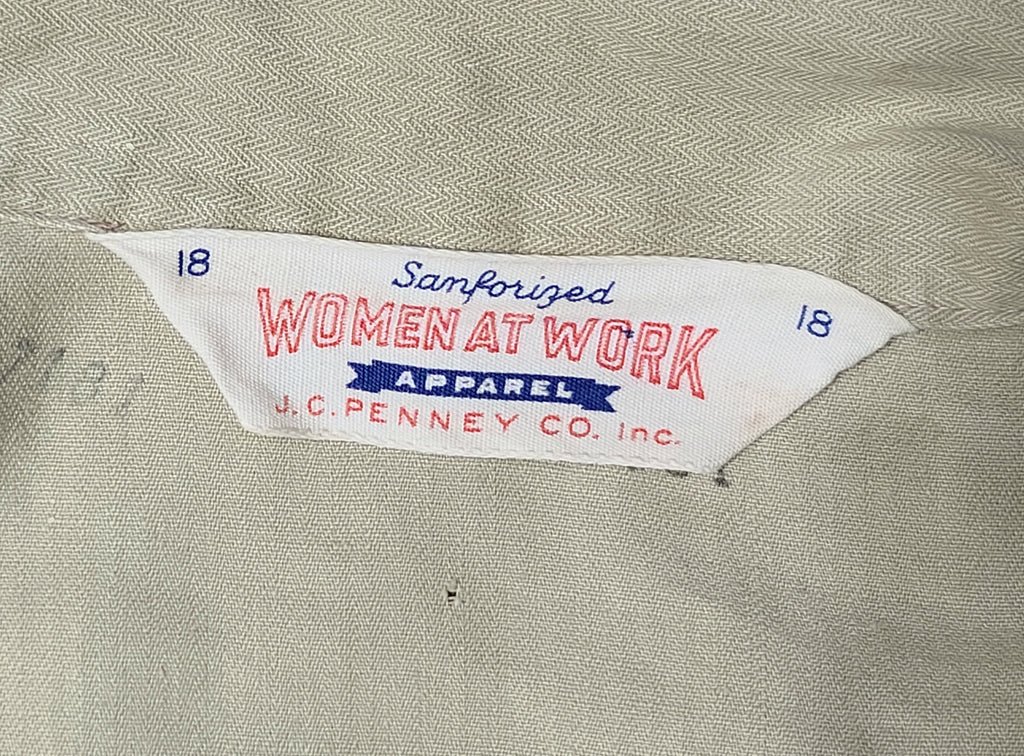 18 Sanforized 18
WOMEN AT WORK
APPAREL
J.C. PENNEY CO. Inc.